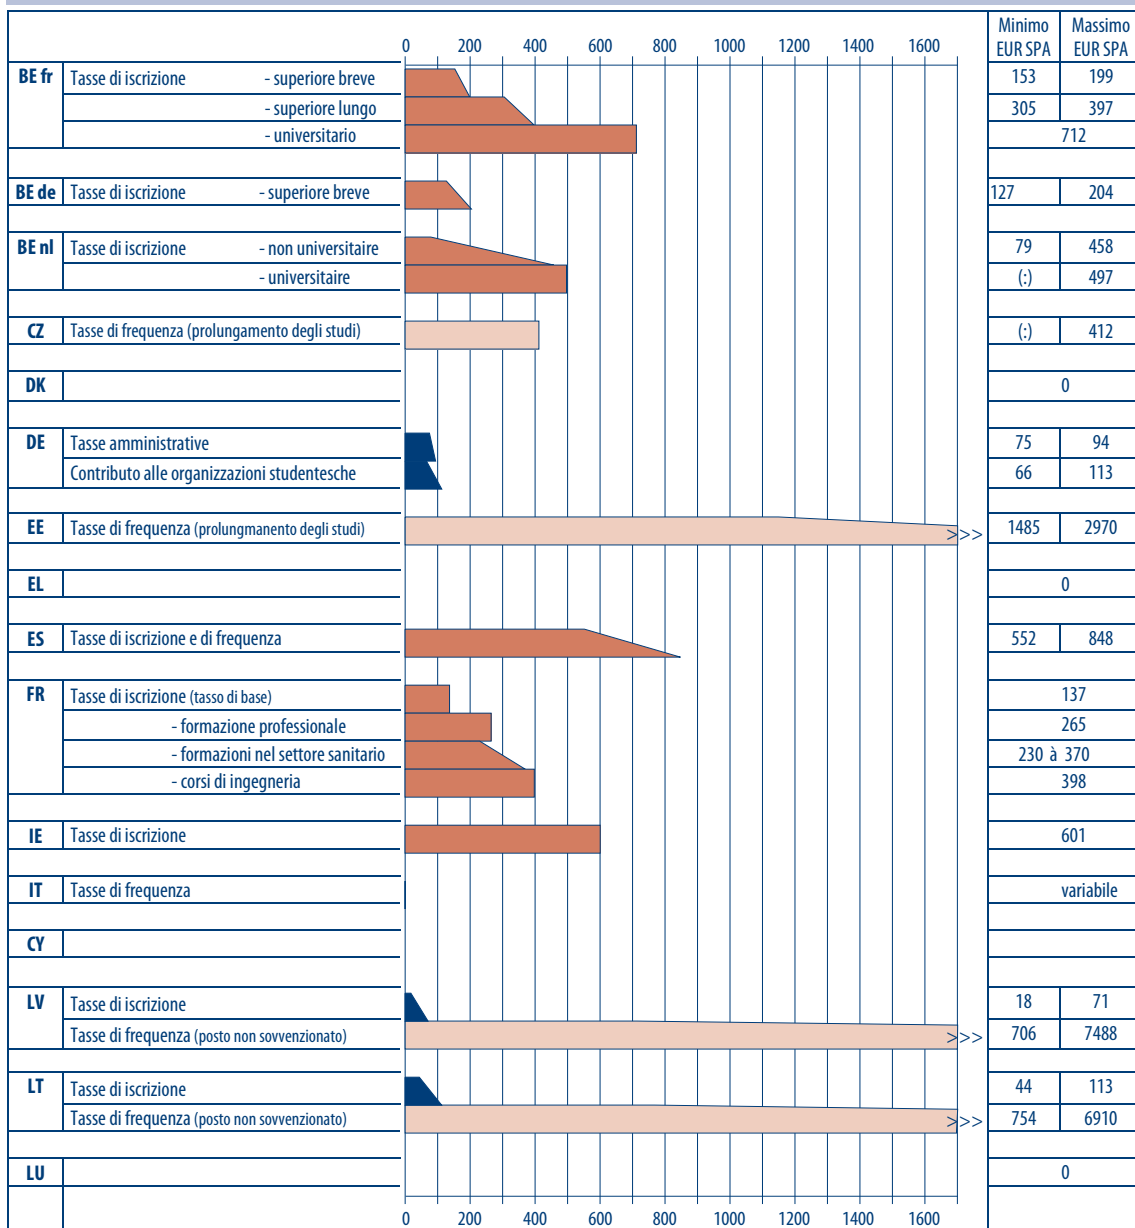 Minimo Massimo
0 200 400 600 800 1000 1200 1400 1600 EUR SPA EUR SPA
BE fr Tasse di iscrizione - superiore breve 153 199
- superiore lungo 305 397
- universitario 712
BE de Tasse di iscrizione - superiore breve 127 204
BE nl Tasse di iscrizione - non universitaire 79 458
- universitaire (:) 497
CZ Tasse di frequenza (prolungamento degli studi) (:) 412
DK 0
DE Tasse amministrative 75 94
Contributo alle organizzazioni studentesche 66 113
EE Tasse di frequenza (prolungmanento degli studi) >>> 1485 2970
EL 0
ES Tasse di iscrizione e di frequenza 552 848
FR Tasse di iscrizione (tasso di base) 137
- formazione professionale 265
- formazioni nel settore sanitario 230 à 370
- corsi di ingegneria 398
IE Tasse di iscrizione 601
IT Tasse di frequenza variabile
CY
LV Tasse di iscrizione 18 71
Tasse di frequenza (posto non sovvenzionato) >>> 706 7488
LT Tasse di iscrizione 44 113
Tasse di frequenza (posto non sovvenzionato) >>> 754 6910
LU 0
0 200 400 600 800 1000 1200 1400 1600